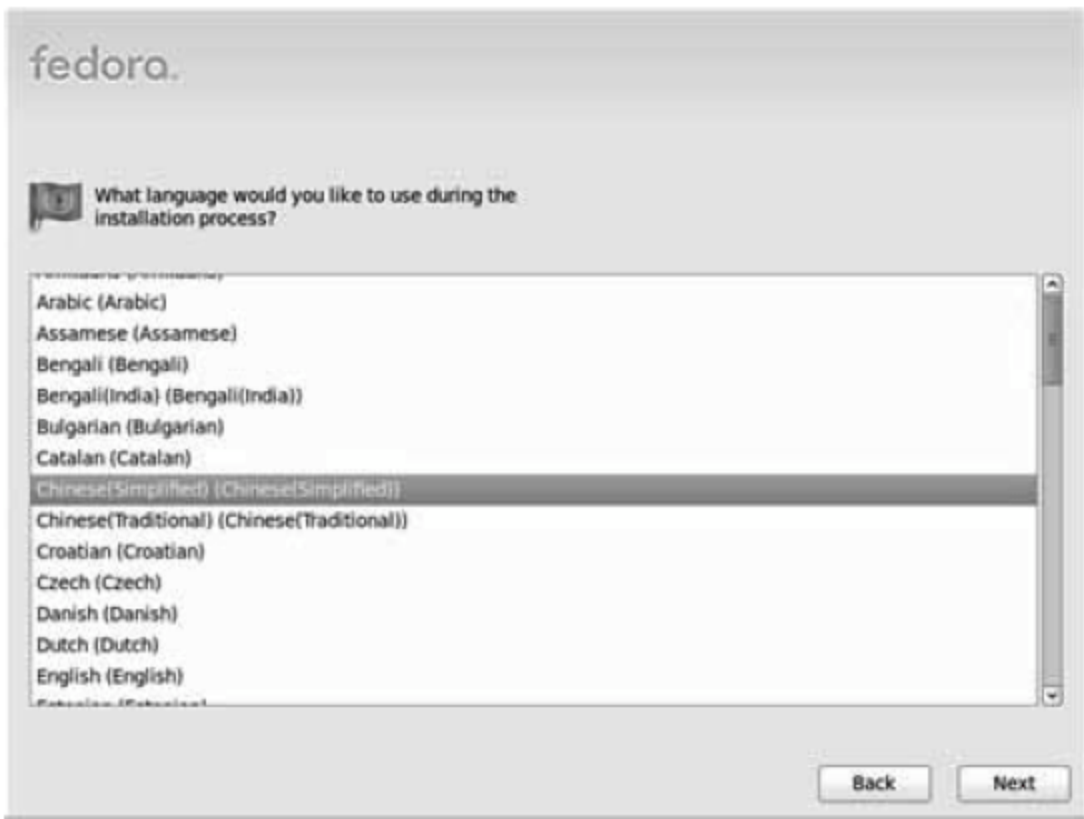 fedora.
What language would you like to use during the
installation process?
Arabic (Arabic)
Assamese (Assamese)
Bengali (Bengali)
Bengali(India) (Bengali(India))
Bulgarian (Bulgarian)
Catalan (Catalan)
Chinese(Simplified) (Chinese(Simplified))
Chinese(Traditional) (Chinese(Traditional))
Croatian (Croatian)
Czech (Czech)
Danish (Danish)
Dutch (Dutch)
English (English)
Back Next